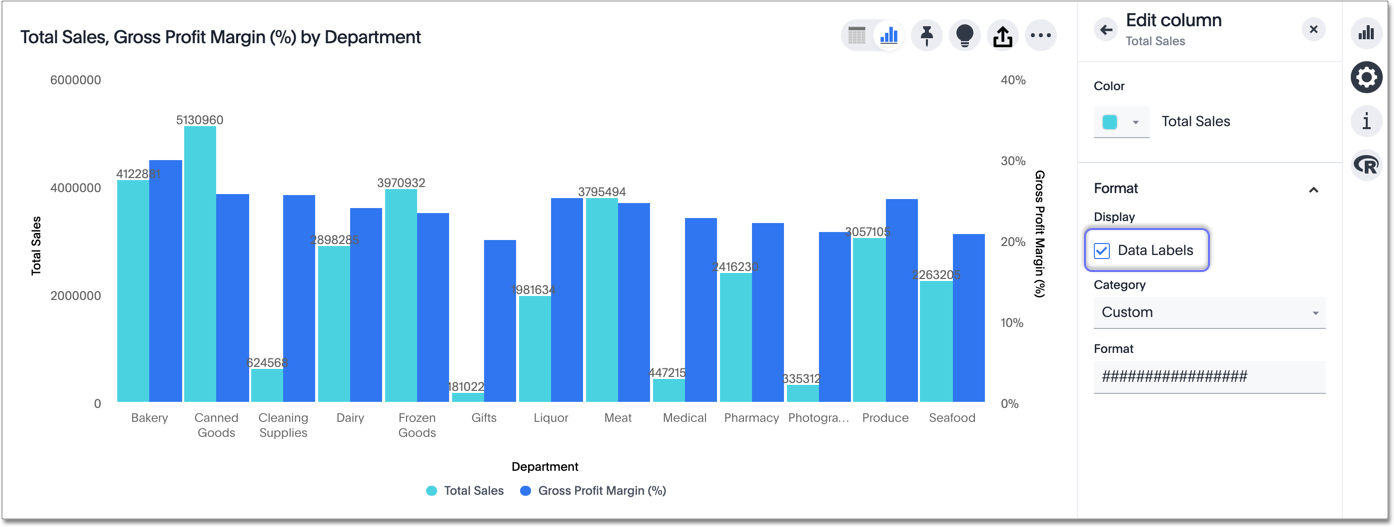 Total Sales, Gross Profit Margin (%) by Department
6000000
4000000
2000000
0
Total Sales
4122881
5130960
624568
2898285
3970932
181022
1981634
3795494
447215
2416230
335312
3057105
2263205
40%
30%
20%
10%
0%
Gross Profit Margin (%)
Bakery
Canned Goods
Cleaning Supplies
Dairy
Frozen Goods
Gifts
Liquor
Meat
Medical
Pharmacy
Photogra...
Produce
Seafood
Department
Total Sales
Gross Profit Margin (%)
Edit column
Total Sales
Color
Total Sales
Format
Display
Data Labels
Category
Custom
Format
#################
i
R